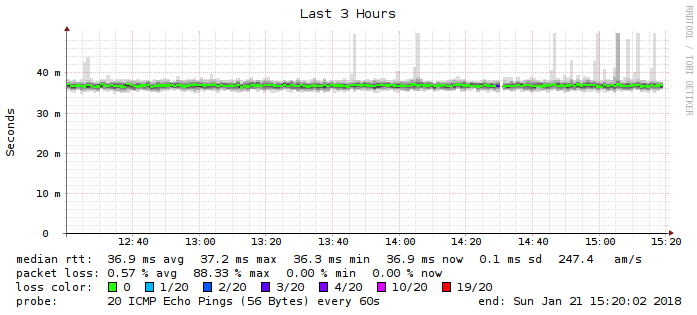 Last 3 Hours
RRDTOOL / TOBI OETIKER
Seconds
40 m
30 m
20 m
10 m
0
12:40 13:00 13:20 13:40 14:00 14:20 14:40 15:00 15:20
median rtt: 36.9 ms avg 37.2 ms max 36.3 ms min 36.9 ms now 0.1 ms sd 247.4 am/s
packet loss: 0.57 % avg 88.33 % max 0.00 % min 0.00 % now
loss color: 0 1/20 2/20 3/20 4/20 10/20 19/20
probe: 20 ICMP Echo Pings (56 Bytes) every 60s end: Sun Jan 21 15:20:02 2018